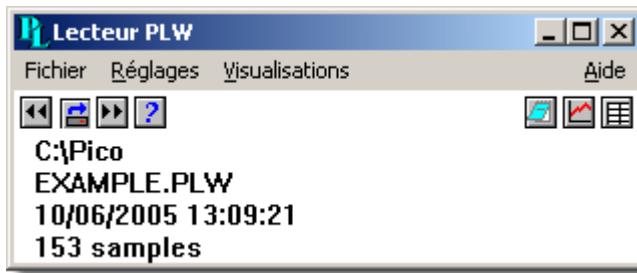 Lecteur PLW
Fichier Réglages Visualisations Aide
C:\Pico
EXAMPLE.PLW
10/06/2005 13:09:21
153 samples